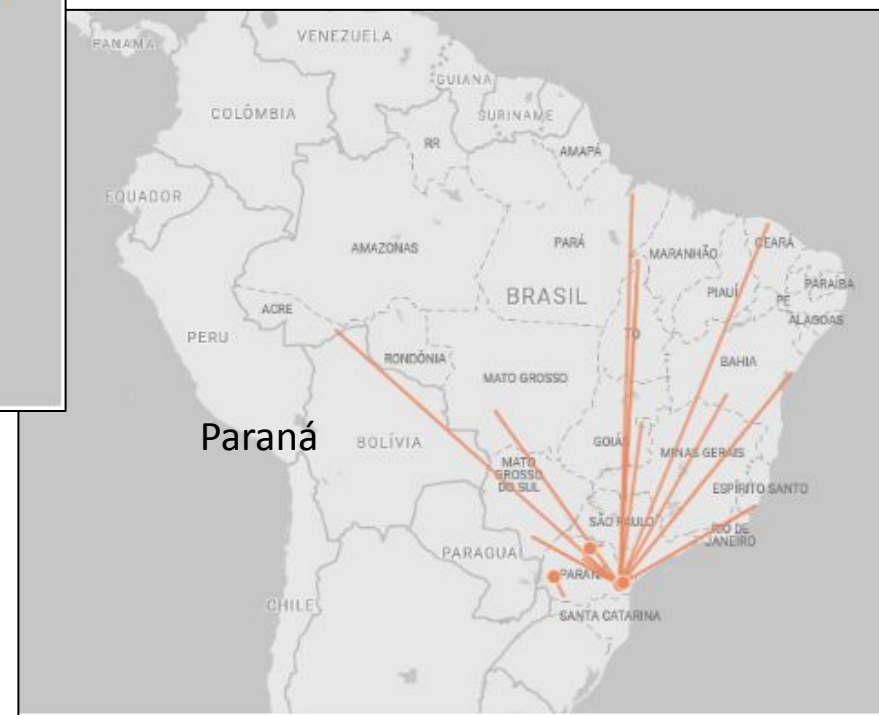 PANAMÁ
VENEZUELA
GUIANA
COLÔMBIA
SURINAME
RR
AMAPÁ
EQUADOR
AMAZONAS
PARÁ
MARANHÃO
CEARÁ
BRASIL
PIAUÍ
PARAÍBA
PE
ACRE
ALAGOAS
TO
PERU
RONDÔNIA
BAHIA
MATO GROSSO
Paraná
BOLÍVIA
GOIÁS
MINAS GERAIS
MATO
GROSSO
DO SUL
ESPÍRITO SANTO
SÃO PAULO
RIO DE
JANEIRO
PARAGUAI
PARANÁ
CHILE
SANTA CATARINA